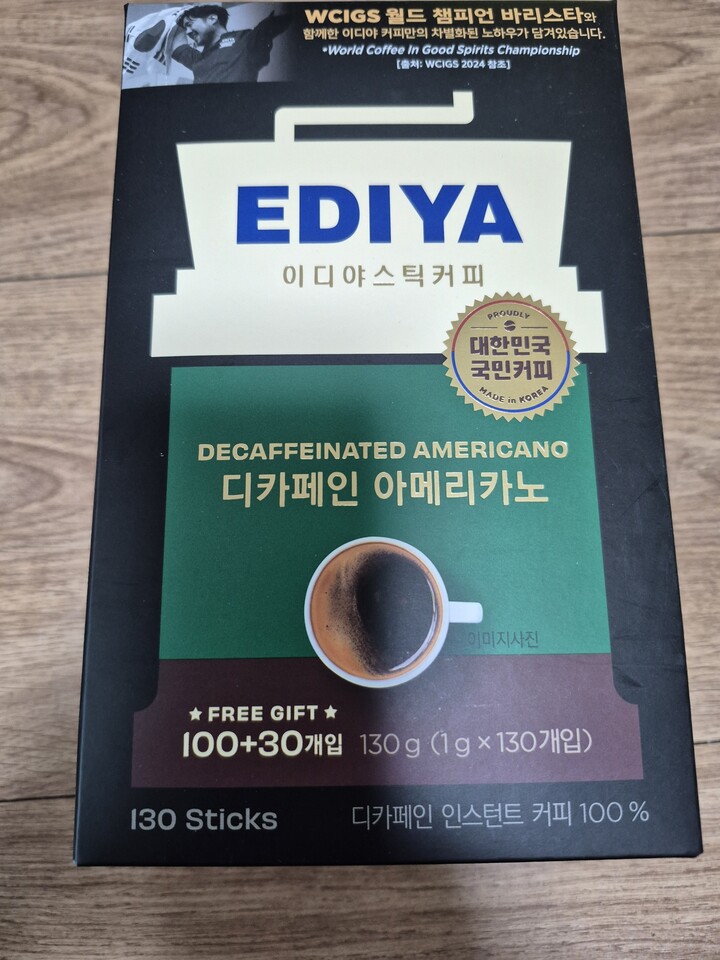 WCIGS 월드 챔피언 바리스타와
함께한 이디야 커피만의 차별화된 노하우가 담겨있습니다.
•World Coffee In Good Spirits Championship
[출처: WCIGS 2024 참조]
EDIYA
이디야스틱커피
PROUDLY
대한민국
국민커피
MADE in KOREA
DECAFFEINATED AMERICANO
디카페인 아메리카노
이미지사진
★ FREE GIFT ★
100+30개입 130g (1g×130개입)
130 Sticks 디카페인 인스턴트 커피 100%